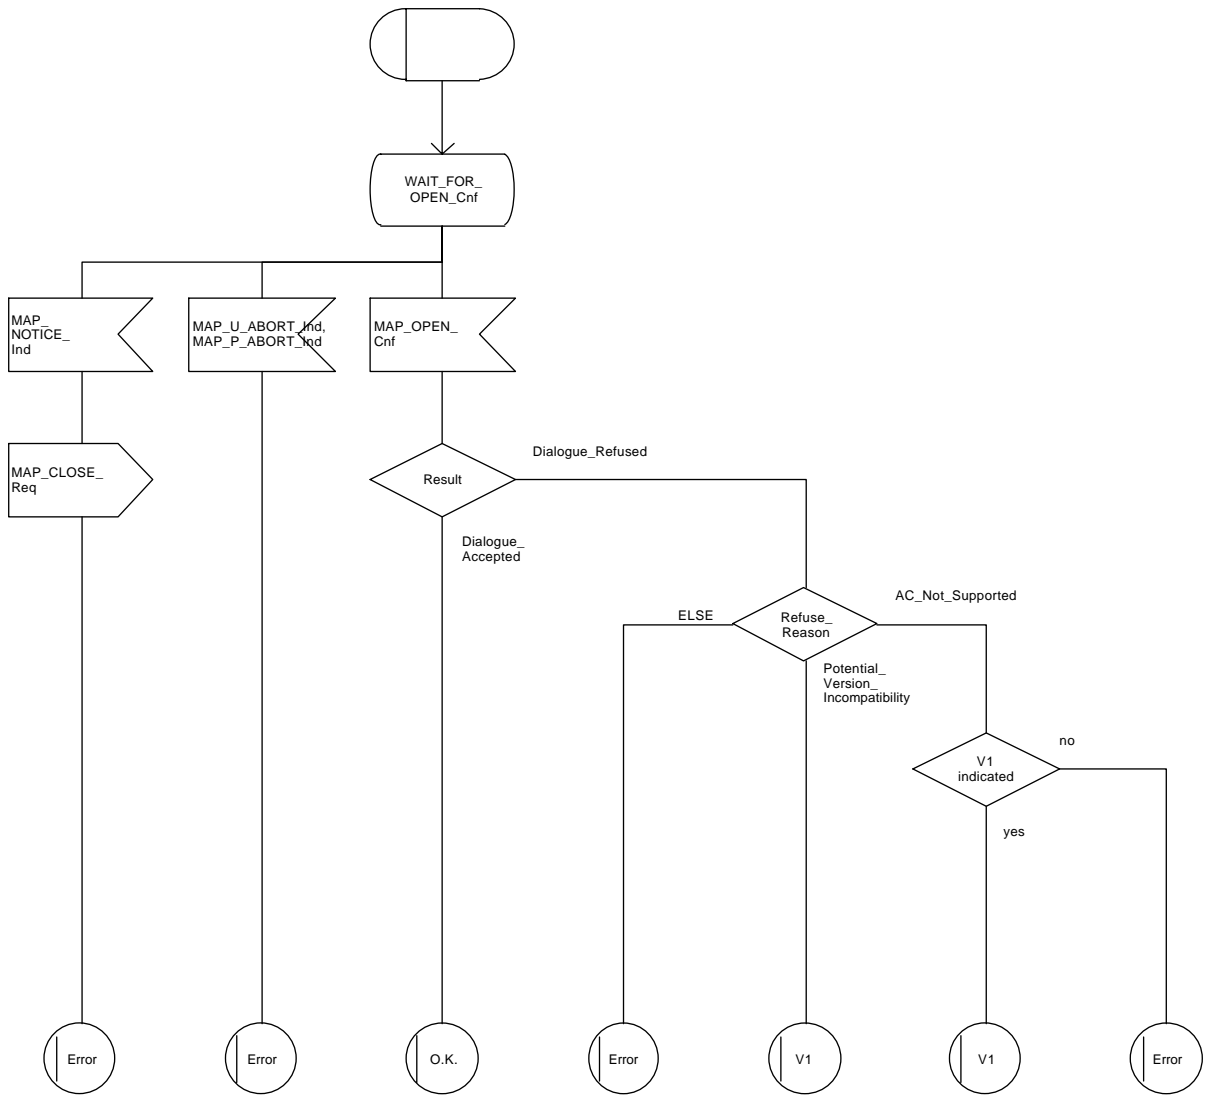 WAIT_FOR_
OPEN_Cnf
MAP_
NOTICE_
Ind
MAP_U_ABORT_Ind,
MAP_P_ABORT_Ind
MAP_OPEN_
Cnf
MAP_CLOSE_
Req
Result
Dialogue_Refused
Dialogue_
Accepted
ELSE
Refuse_
Reason
AC_Not_Supported
Potential_
Version_
Incompatibility
V1
indicated
no
yes
Error
Error
O.K.
Error
V1
V1
Error